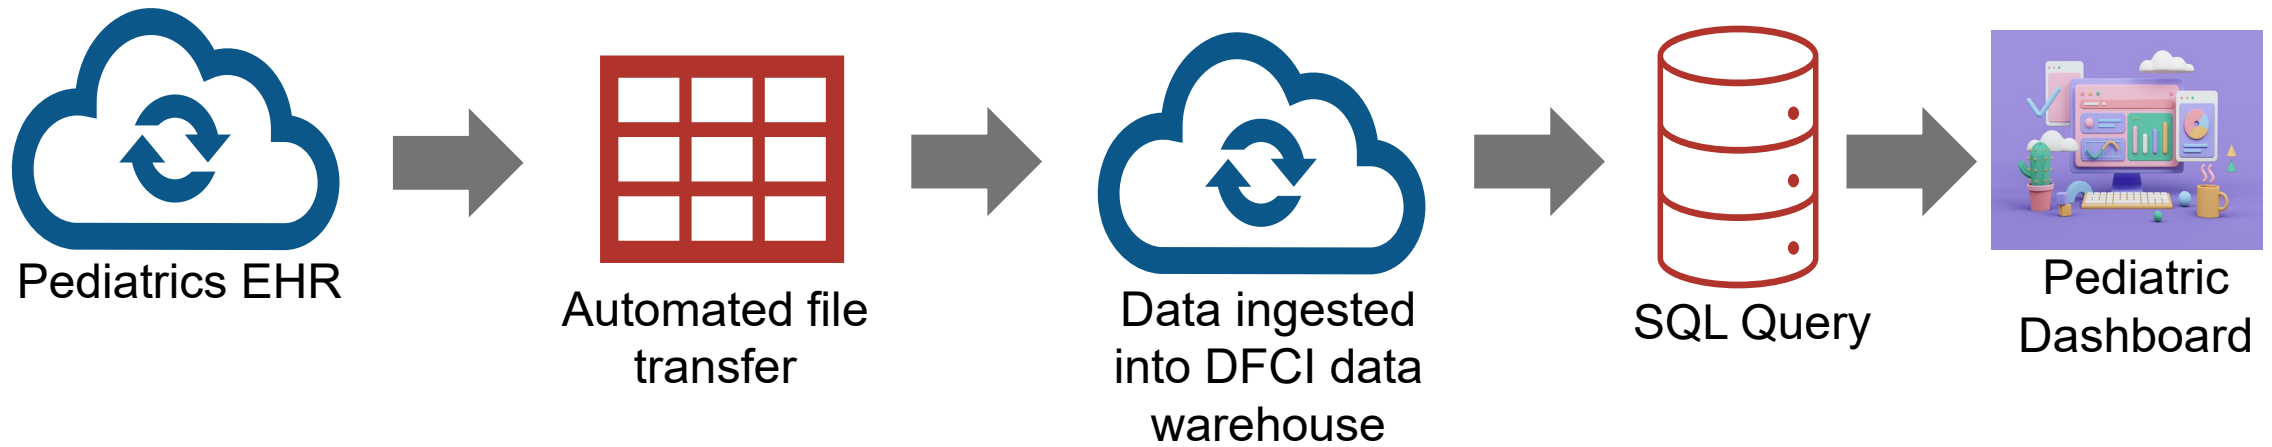 Pediatrics EHR
Automated file
transfer
Data ingested
into DFCI data
warehouse
SQL Query
Pediatric
Dashboard